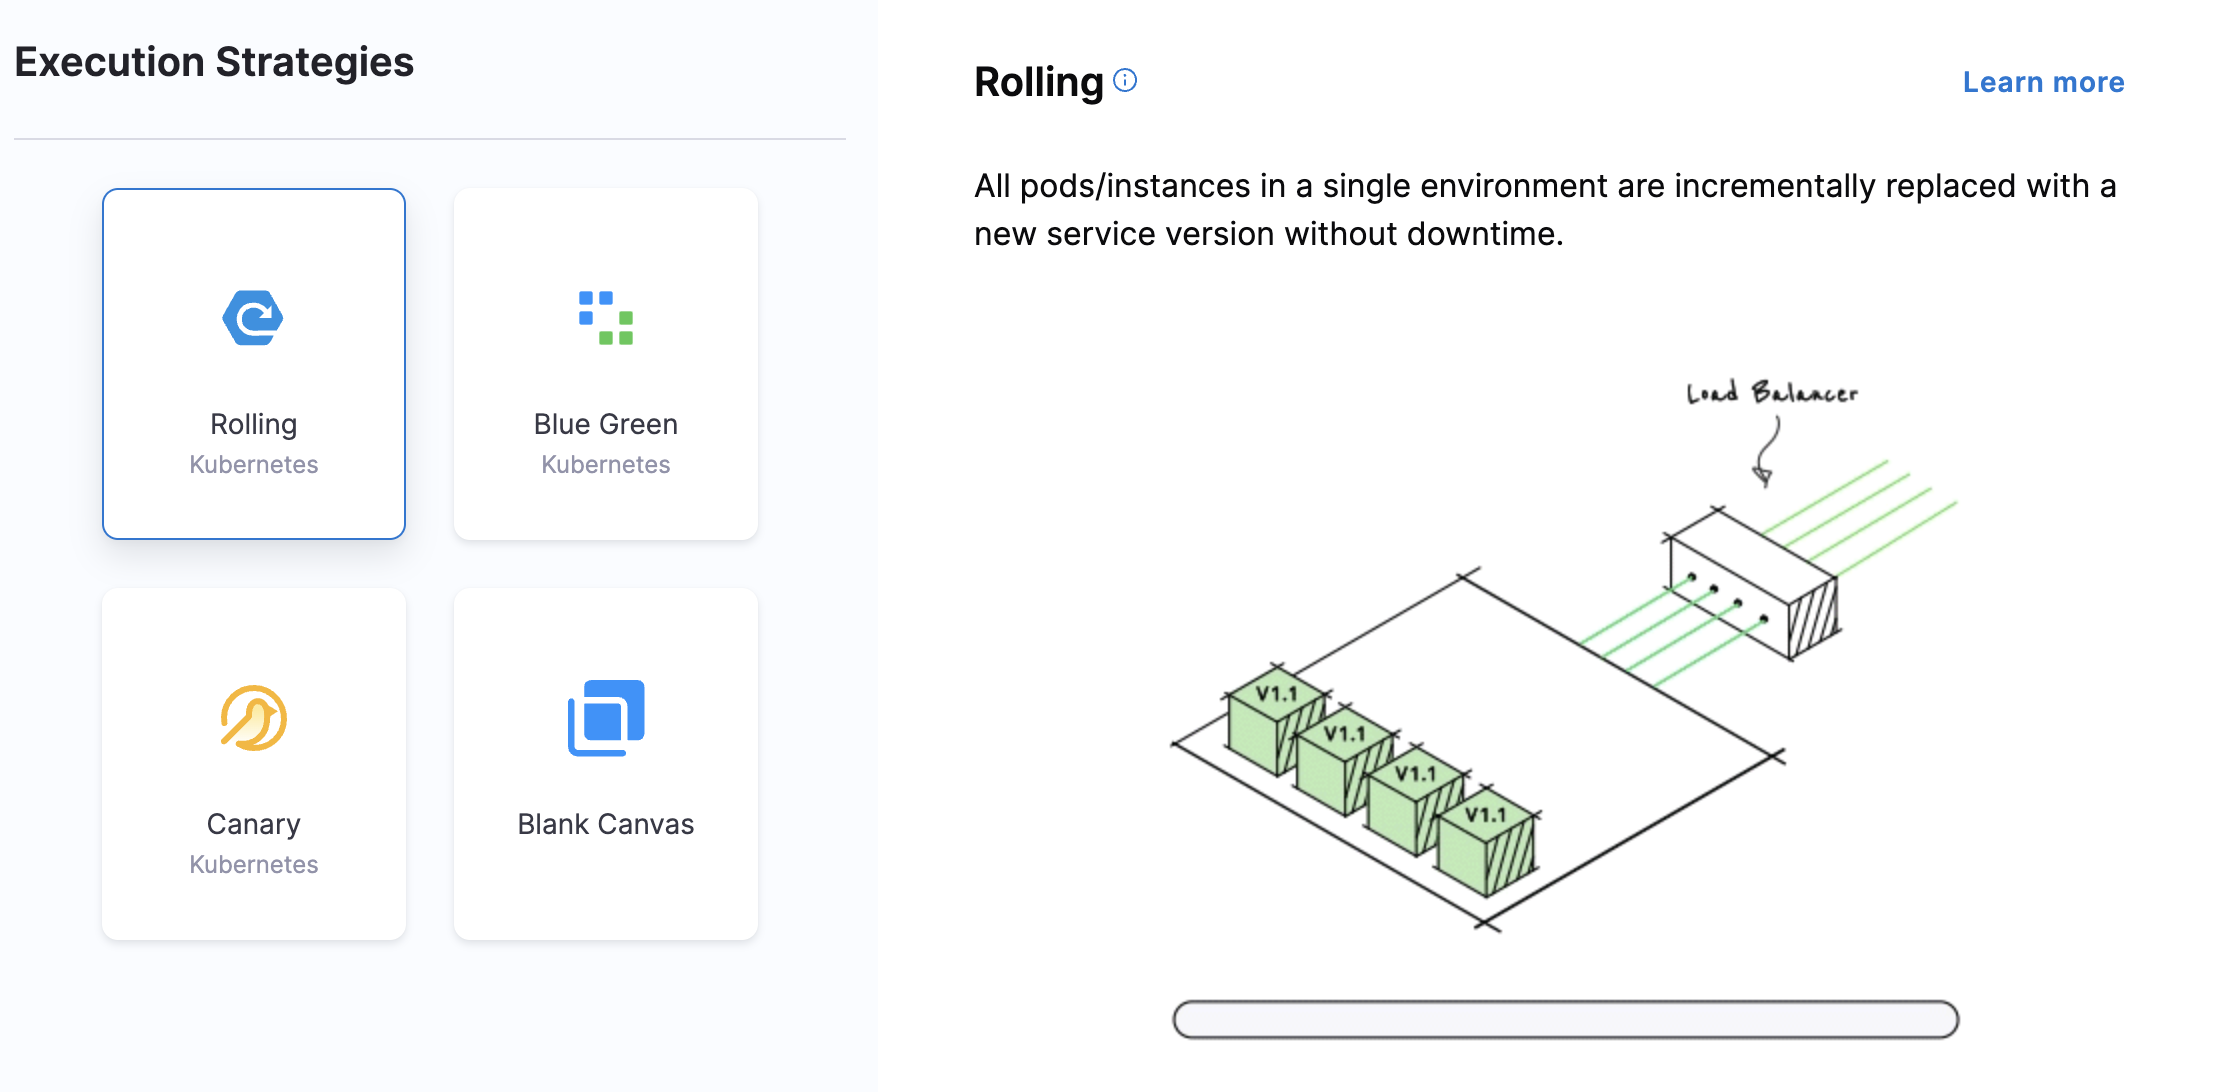 Execution Strategies
Rolling
Kubernetes
Blue Green
Kubernetes
Canary
Kubernetes
Blank Canvas
Rolling
Learn more
All pods/instances in a single environment are incrementally replaced with a
new service version without downtime.
Load Balancer
V1.1
V1.1
V1.1
V1.1